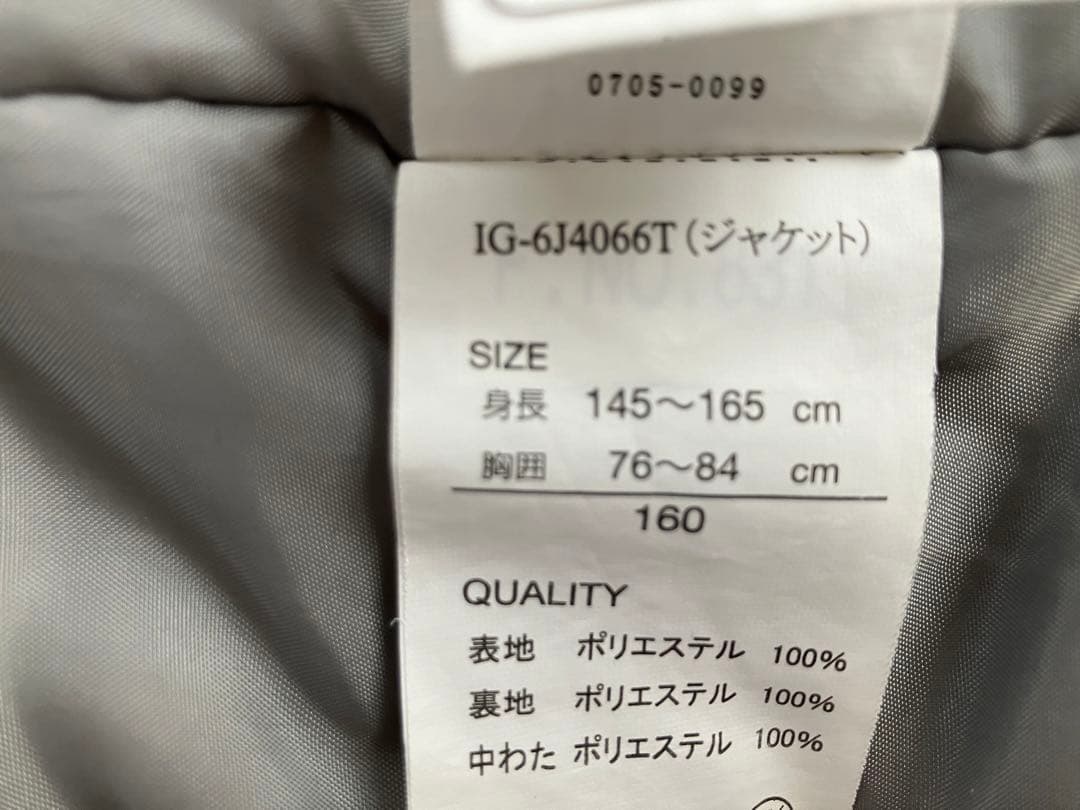 0705-0099
IG-6J4066T(ジャケット)
SIZE
身長 145～165 cm
胸囲 76～84 cm
160
QUALITY
表地 ポリエステル 100%
裏地 ポリエステル 100%
中わた ポリエステル 100%